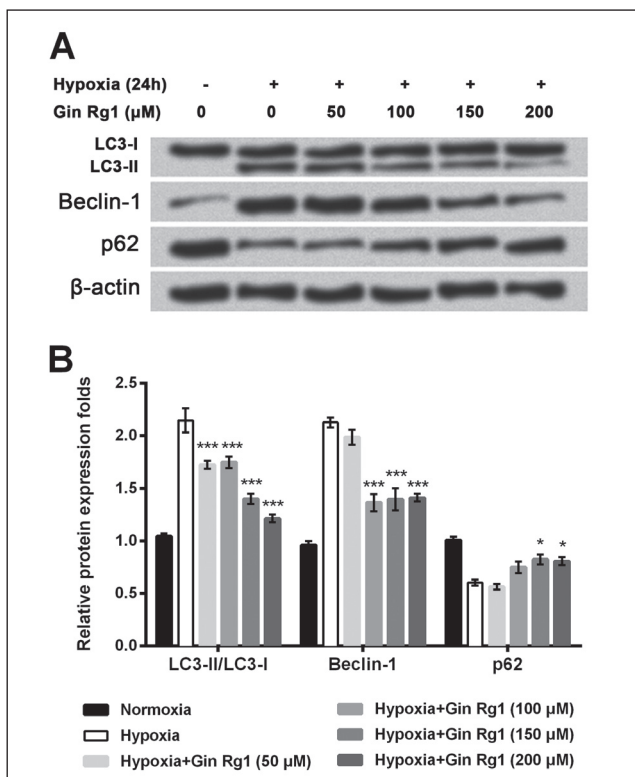 A
Hypoxia (24h) - + + + + +
Gin Rg1 (μM) 0 0 50 100 150 200
LC3-I
LC3-II
Beclin-1
p62
β-actin
B
Relative protein expression folds
2.5
2.0
1.5
1.0
0.5
0.0
*** *** *** ***
*** *** ***
* *
LC3-II/LC3-I Beclin-1 p62
Normoxia
Hypoxia
Hypoxia+Gin Rg1 (50 μM)
Hypoxia+Gin Rg1 (100 μM)
Hypoxia+Gin Rg1 (150 μM)
Hypoxia+Gin Rg1 (200 μM)